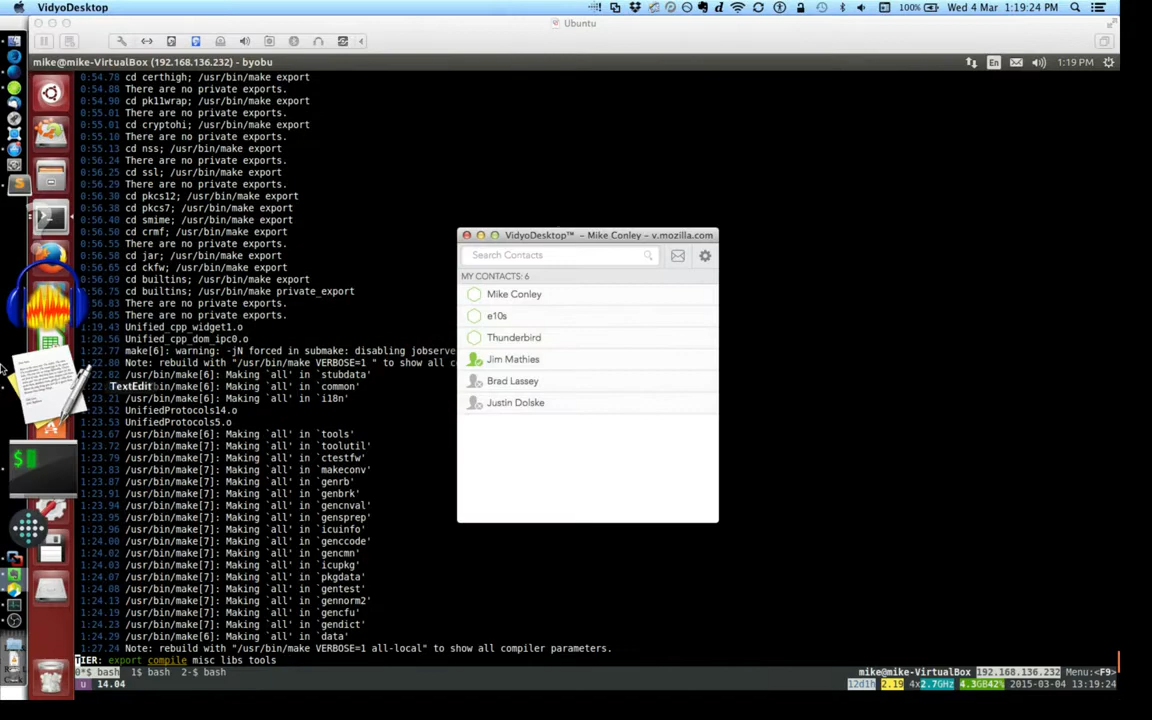 VidyoDesktop
100%
Wed 4 Mar 1:19:24 PM
Ubuntu
mike@mike-VirtualBox (192.168.136.232) - byobu
En
1:19 PM
0:54.78 cd certhigh; /usr/bin/make export
0:54.88 There are no private exports.
0:54.90 cd pk11wrap; /usr/bin/make export
0:55.01 There are no private exports.
0:55.01 cd cryptohi; /usr/bin/make export
0:55.10 There are no private exports.
0:55.13 cd nss; /usr/bin/make export
0:56.24 There are no private exports.
0:56.25 cd ssl; /usr/bin/make export
0:56.29 There are no private exports.
0:56.30 cd pkcs12; /usr/bin/make export
0:56.38 cd pkcs7; /usr/bin/make export
0:56.40 cd smime; /usr/bin/make export
0:56.50 cd crmf; /usr/bin/make export
0:56.55 cd jar; /usr/bin/make export
0:56.65 cd ckfw; /usr/bin/make export
0:56.69 cd builtins; /usr/bin/make export
0:56.75 cd builtins; /usr/bin/make private_export
0:56.83 There are no private exports.
0:56.85 There are no private exports.
1:19.43 Unified_cpp_widget1.o
1:20.56 Unified_cpp_dom_ipc0.o
1:22.77 make[6]: warning: -jN forced in submake: disabling jobserve
1:22.80 Note: rebuild with "/usr/bin/make VERBOSE=1 " to show all c
1:22.82 /usr/bin/make[6]: Making `all' in `stubdata'
/usr/bin/make[6]: Making `all' in `common'
1:23.21 /usr/bin/make[6]: Making `all' in `i18n'
1:23.52 UnifiedProtocols14.o
1:23.53 UnifiedProtocols5.o
1:23.67 /usr/bin/make[6]: Making `all' in `tools'
1:23.72 /usr/bin/make[7]: Making `all' in `toolutil'
1:23.79 /usr/bin/make[7]: Making `all' in `ctestfw'
1:23.83 /usr/bin/make[7]: Making `all' in `makeconv'
1:23.87 /usr/bin/make[7]: Making `all' in `genrb'
1:23.91 /usr/bin/make[7]: Making `all' in `genbrk'
1:23.94 /usr/bin/make[7]: Making `all' in `gencnval'
1:23.95 /usr/bin/make[7]: Making `all' in `gensprep'
1:23.96 /usr/bin/make[7]: Making `all' in `icuinfo'
1:23.99 /usr/bin/make[7]: Making `all' in `genccode'
1:24.00 /usr/bin/make[7]: Making `all' in `gencmn'
1:24.02 /usr/bin/make[7]: Making `all' in `icupkg'
1:24.03 /usr/bin/make[7]: Making `all' in `pkgdata'
1:24.07 /usr/bin/make[7]: Making `all' in `gentest'
1:24.08 /usr/bin/make[7]: Making `all' in `gennorm2'
1:24.13 /usr/bin/make[7]: Making `all' in `gencfu'
1:24.19 /usr/bin/make[7]: Making `all' in `gendict'
1:24.29 /usr/bin/make[6]: Making `all' in `data'
1:27.24 Note: rebuild with "/usr/bin/make VERBOSE=1 all-local" to show all compiler parameters.
TIER: export compile misc libs tools
0*$ bash 1$ bash 2-$ bash
mike@mike-VirtualBox 192.168.136.232 Menu:<F9>
u 14.04
12d1h 2.19 4x2.7GHz 4.3GB42% 2015-03-04 13:19:24
TextEdit
VidyoDesktop™ - Mike Conley - v.mozilla.com
Search Contacts
MY CONTACTS: 6
Mike Conley
e10s
Thunderbird
Jim Mathies
Brad Lassey
Justin Dolske